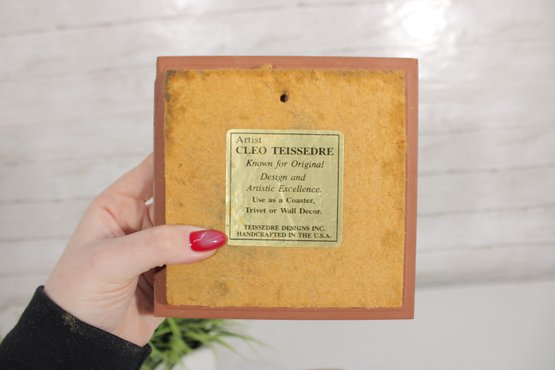 Artist
CLEO TEISSEDRE
Known for Original
Design and
Artistic Excellence.
Use as a Coaster,
Trivet or Wall Decor.
TEISSEDRE DESIGNS INC.
HANDCRAFTED IN THE U.S.A.